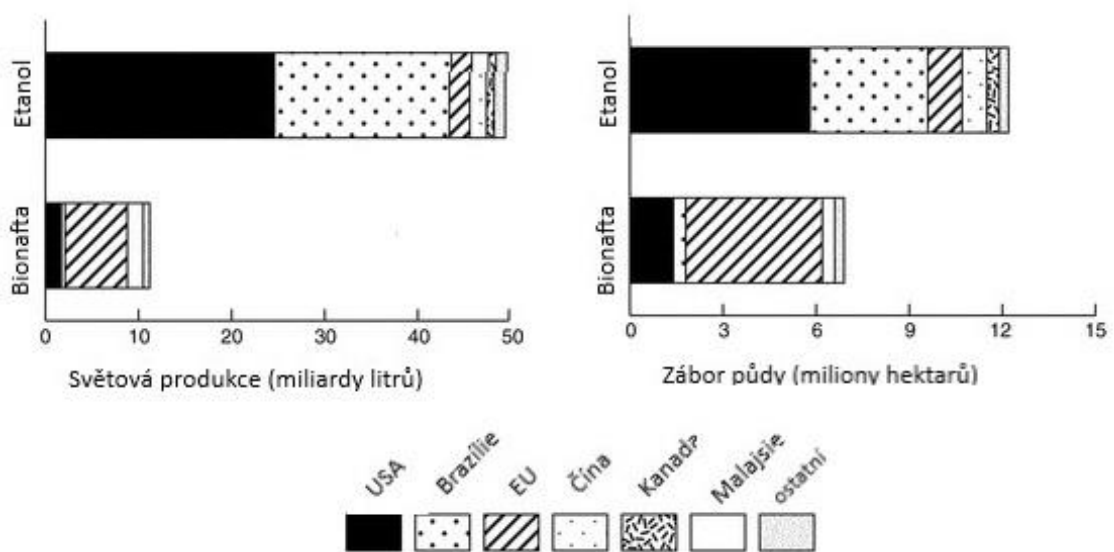 Etanol
Bionafta
0 10 20 30 40 50
Světová produkce (miliardy litrů)
Etanol
Bionafta
0 3 6 9 12 15
Zábor půdy (miliony hektarů)
USA
Brazílie
EU
Čína
Kanada
Malajsie
ostatní